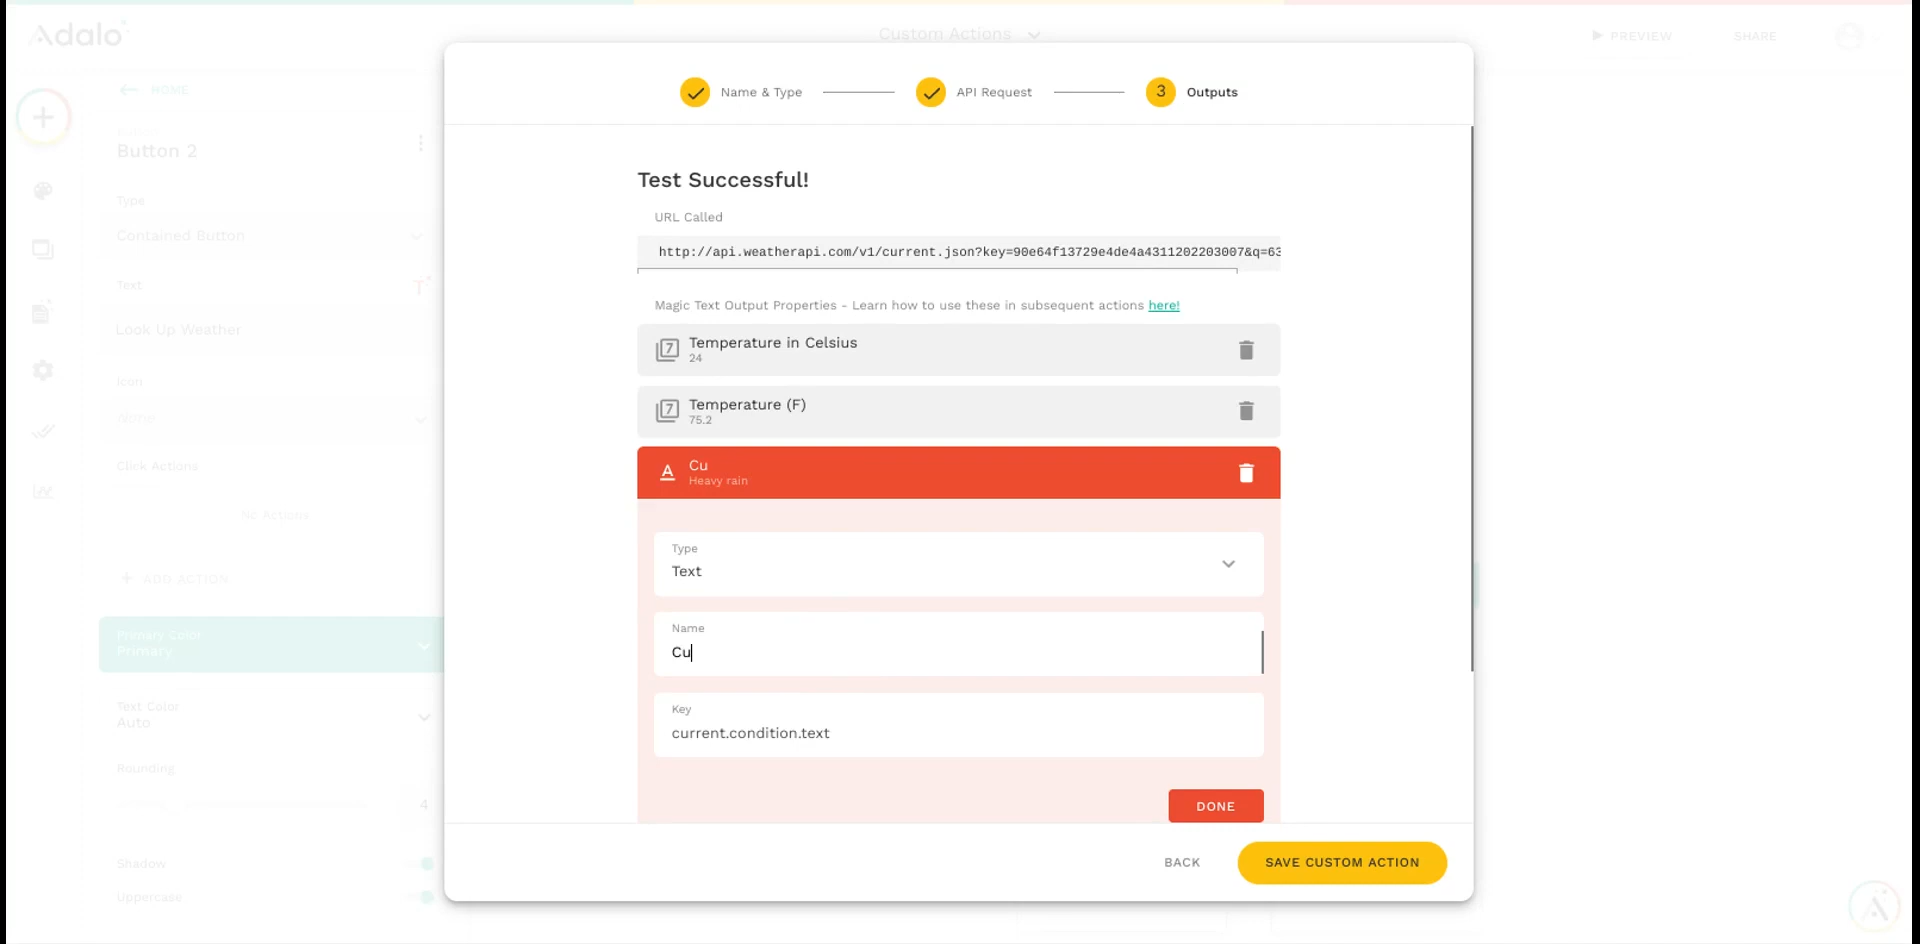 Adalo
Custom Actions
PREVIEW
SHARE
HOME
Button
Button 2
Type
Contained Button
Text
Look Up Weather
Icon
None
Click Actions
No Actions
ADD ACTION
Primary Color
Primary
Text Color
Auto
Rounding
4
Shadow
Uppercase
Name & Type
API Request
3
Outputs
Test Successful!
URL Called
http://api.weatherapi.com/v1/current.json?key=90e64f13729e4de4a4311202203007&q=63
Magic Text Output Properties - Learn how to use these in subsequent actions here!
7
Temperature in Celsius
24
7
Temperature (F)
75.2
A
Cu
Heavy rain
Type
Text
Name
Cu
Key
current.condition.text
DONE
BACK
SAVE CUSTOM ACTION